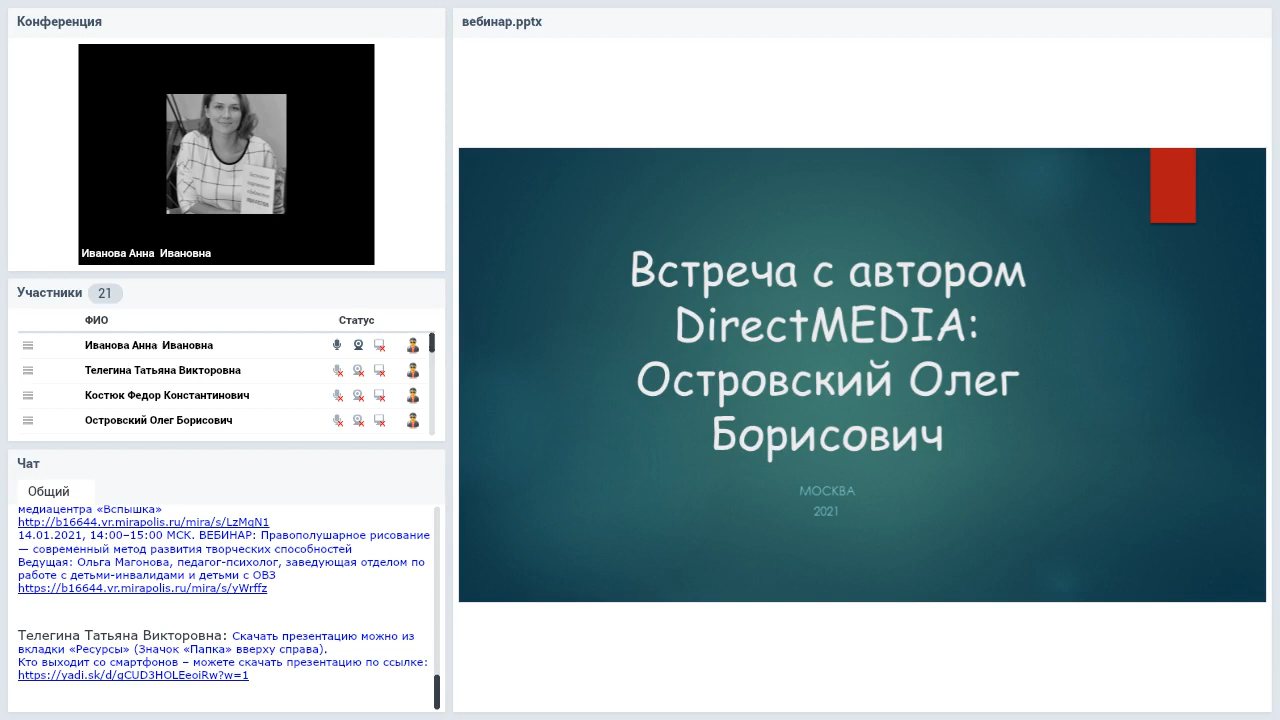 Конференция
Иванова Анна Ивановна
Участники 21
ФИО Статус
Иванова Анна Ивановна
Телегина Татьяна Викторовна
Костюк Федор Константинович
Островский Олег Борисович
Чат
Общий
медиацентра «Вспышка»
http://b16644.vr.mirapolis.ru/mira/s/LzMqN1
14.01.2021, 14:00–15:00 МСК. ВЕБИНАР: Правополушарное рисование
— современный метод развития творческих способностей
Ведущая: Ольга Магонова, педагог-психолог, заведующая отделом по
работе с детьми-инвалидами и детьми с ОВЗ
https://b16644.vr.mirapolis.ru/mira/s/yWrffz
Телегина Татьяна Викторовна: Скачать презентацию можно из
вкладки «Ресурсы» (Значок «Папка» вверху справа).
Кто выходит со смартфонов – можете скачать презентацию по ссылке:
https://yadi.sk/d/gCUD3HOLEeoiRw?w=1
вебинар.pptx
Встреча с автором
DirectMEDIA:
Островский Олег
Борисович
МОСКВА
2021